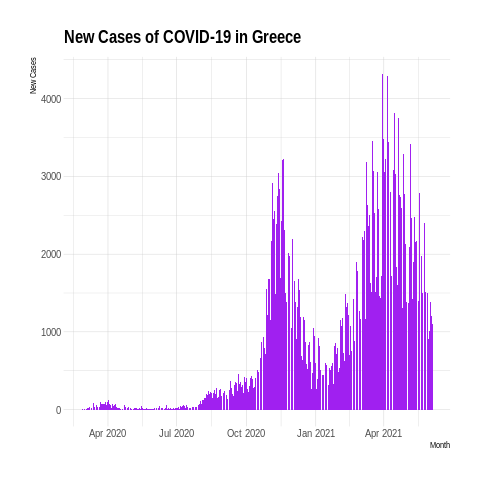 New Cases of COVID-19 in Greece
New Cases
4000
3000
2000
1000
0
Apr 2020 Jul 2020 Oct 2020 Jan 2021 Apr 2021
Month